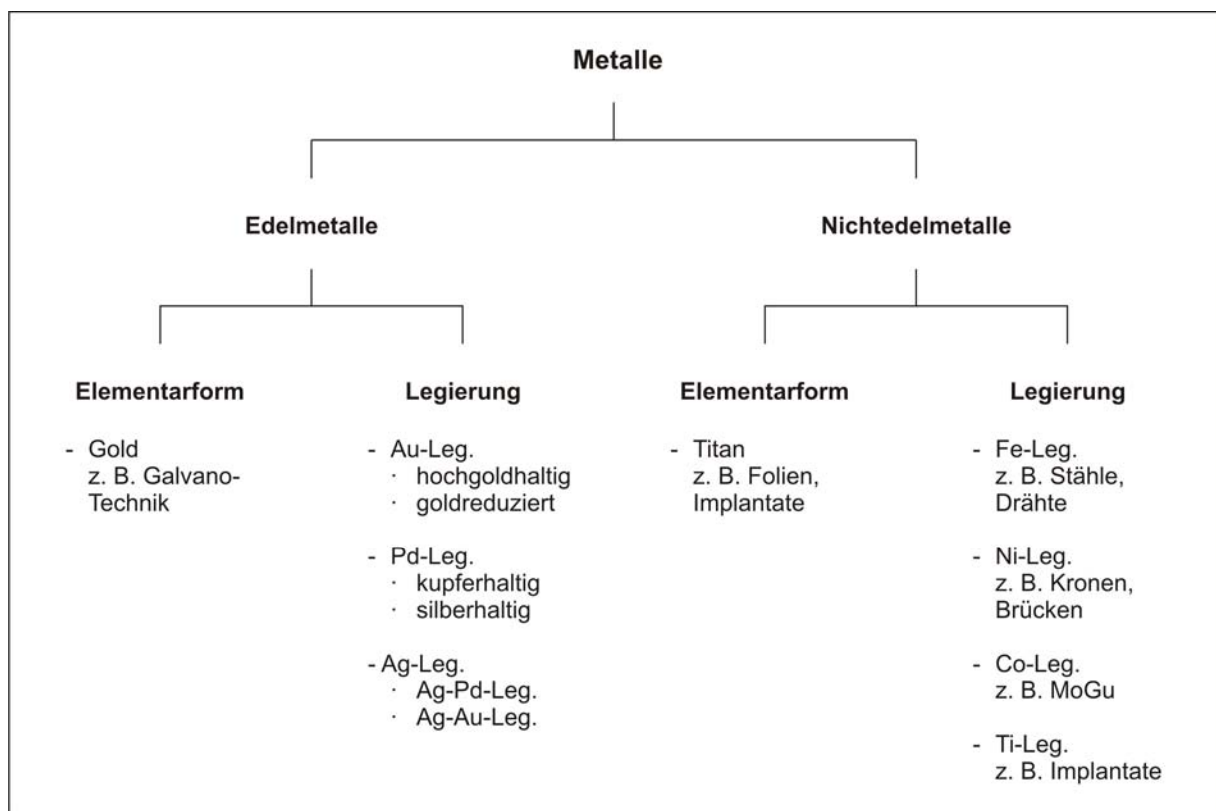 Metalle
Edelmetalle
Nichtedelmetalle
Elementarform
- Gold
z. B. Galvano-
Technik
Legierung
- Au-Leg.
· hochgoldhaltig
· goldreduziert
- Pd-Leg.
· kupferhaltig
· silberhaltig
- Ag-Leg.
· Ag-Pd-Leg.
· Ag-Au-Leg.
Elementarform
- Titan
z. B. Folien,
Implantate
Legierung
- Fe-Leg.
z. B. Stähle,
Drähte
- Ni-Leg.
z. B. Kronen,
Brücken
- Co-Leg.
z. B. MoGu
- Ti-Leg.
z. B. Implantate